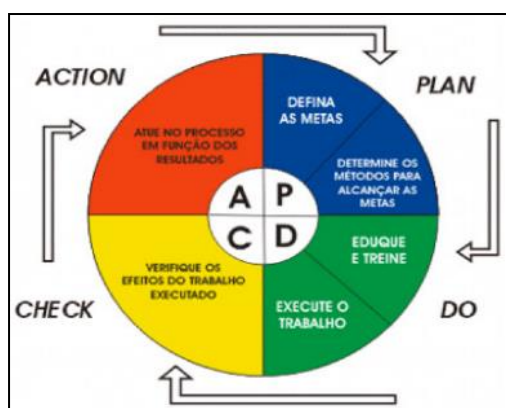 ACTION
PLAN
DEFINA
AS METAS
ATUE NO PROCESSO
EM FUNÇÃO DOS
RESULTADOS
DETERMINE OS
MÉTODOS PARA
ALCANÇAR AS
METAS
A P
C D
EDUQUE
E TREINE
VERIFIQUE OS
EFEITOS DO TRABALHO
EXECUTADO
EXECUTE O
TRABALHO
CHECK
DO